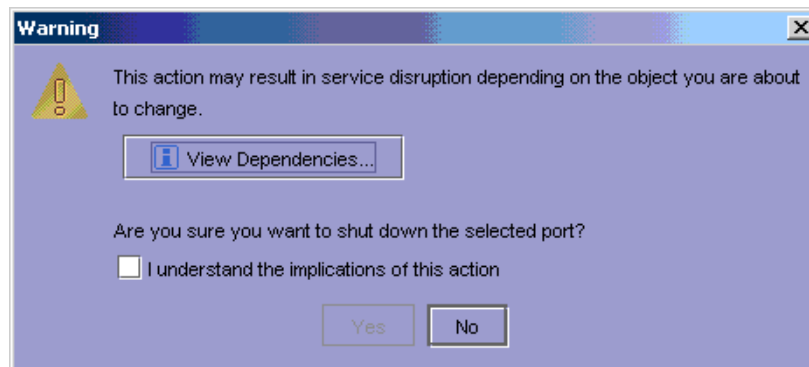 Warning
This action may result in service disruption depending on the object you are about
to change.
View Dependencies...
Are you sure you want to shut down the selected port?
I understand the implications of this action
Yes
No